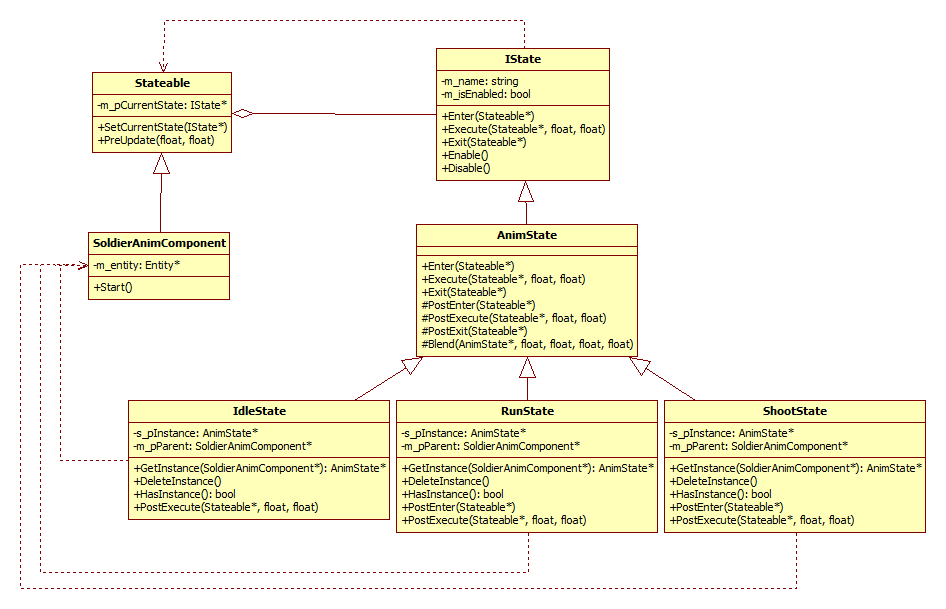 IState
-m_name: string
-m_isEnabled: bool
+Enter(Stateable*)
+Execute(Stateable*, float, float)
+Exit(Stateable*)
+Enable()
+Disable()
Stateable
-m_pCurrentState: IState*
+SetCurrentState(IState*)
+PreUpdate(float, float)
SoldierAnimComponent
-m_entity: Entity*
+Start()
AnimState
+Enter(Stateable*)
+Execute(Stateable*, float, float)
+Exit(Stateable*)
#PostEnter(Stateable*)
#PostExecute(Stateable*, float, float)
#PostExit(Stateable*)
#Blend(AnimState*, float, float, float, float)
IdleState
-s_pInstance: AnimState*
-m_pParent: SoldierAnimComponent*
+GetInstance(SoldierAnimComponent*): AnimState*
+DeleteInstance()
+HasInstance(): bool
+PostExecute(Stateable*, float, float)
RunState
-s_pInstance: AnimState*
-m_pParent: SoldierAnimComponent*
+GetInstance(SoldierAnimComponent*): AnimState*
+DeleteInstance()
+HasInstance(): bool
+PostEnter(Stateable*)
+PostExecute(Stateable*, float, float)
ShootState
-s_pInstance: AnimState*
-m_pParent: SoldierAnimComponent*
+GetInstance(SoldierAnimComponent*): AnimState*
+DeleteInstance()
+HasInstance(): bool
+PostEnter(Stateable*)
+PostExecute(Stateable*, float, float)